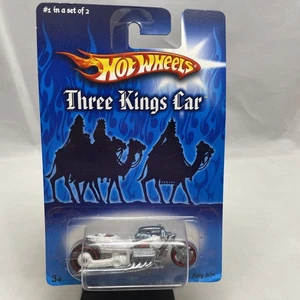 #1 in a set of 2
Hot Wheels
Three Kings Car
3+